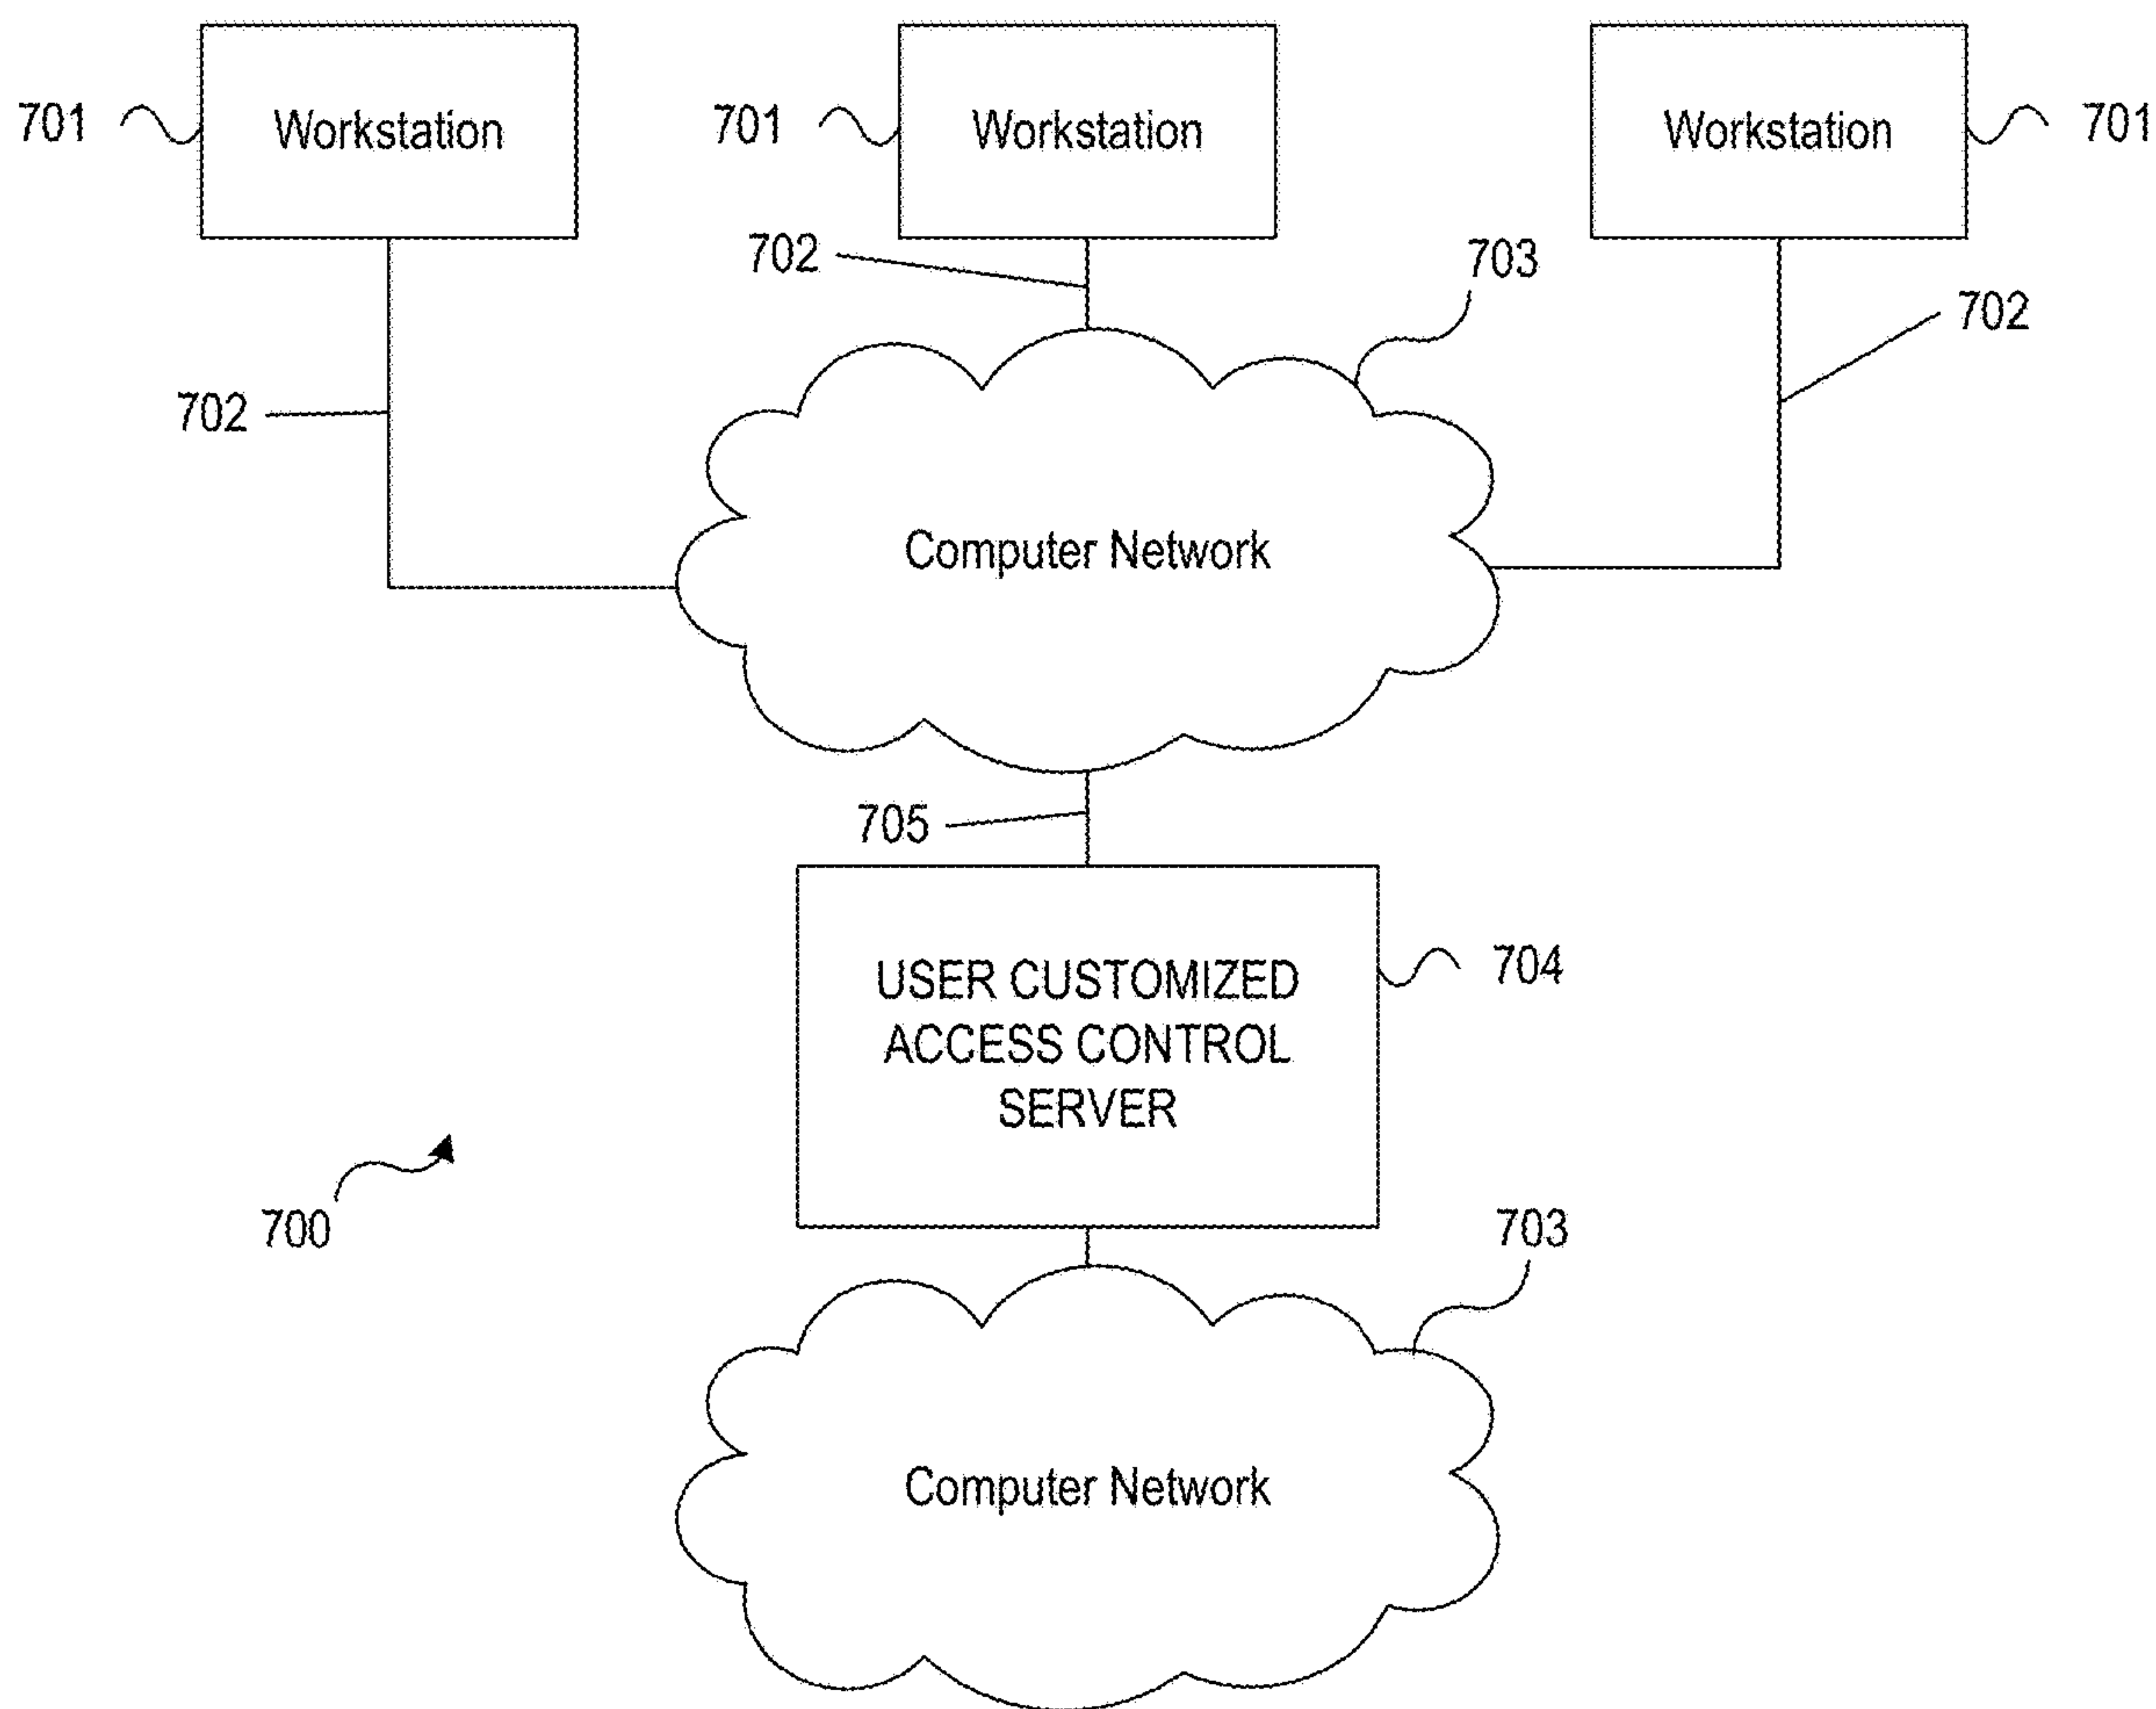 701
Workstation
701
Workstation
Workstation
701
702
703
702
702
Computer Network
705
USER CUSTOMIZED
ACCESS CONTROL
SERVER
704
700
703
Computer Network